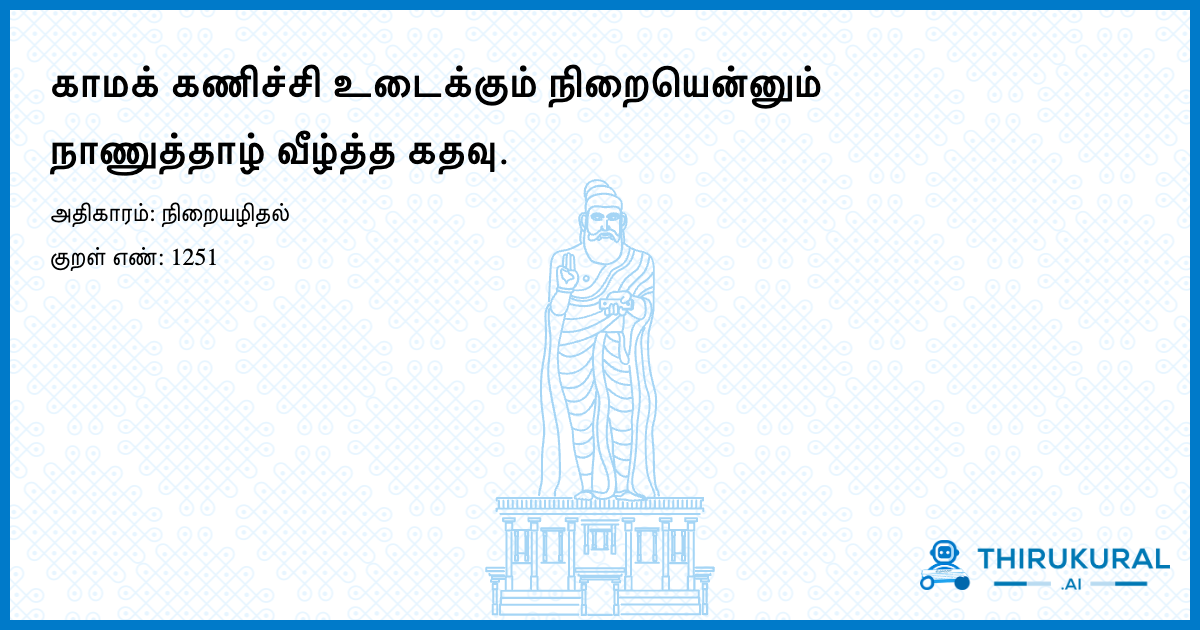 காமக் கணிச்சி உடைக்கும் நிறையென்னும்
நாணுத்தாழ் வீழ்த்த கதவு.
அதிகாரம்: நிறையழிதல்
குறள் எண்: 1251
THIRUKURAL
.AI